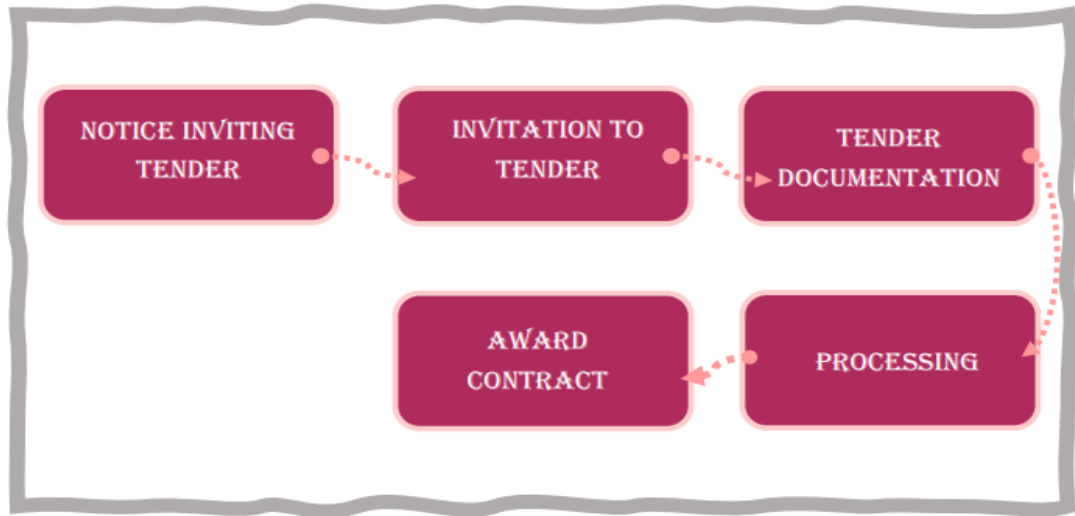 NOTICE INVITING
TENDER
INVITATION TO
TENDER
TENDER
DOCUMENTATION
PROCESSING
AWARD
CONTRACT